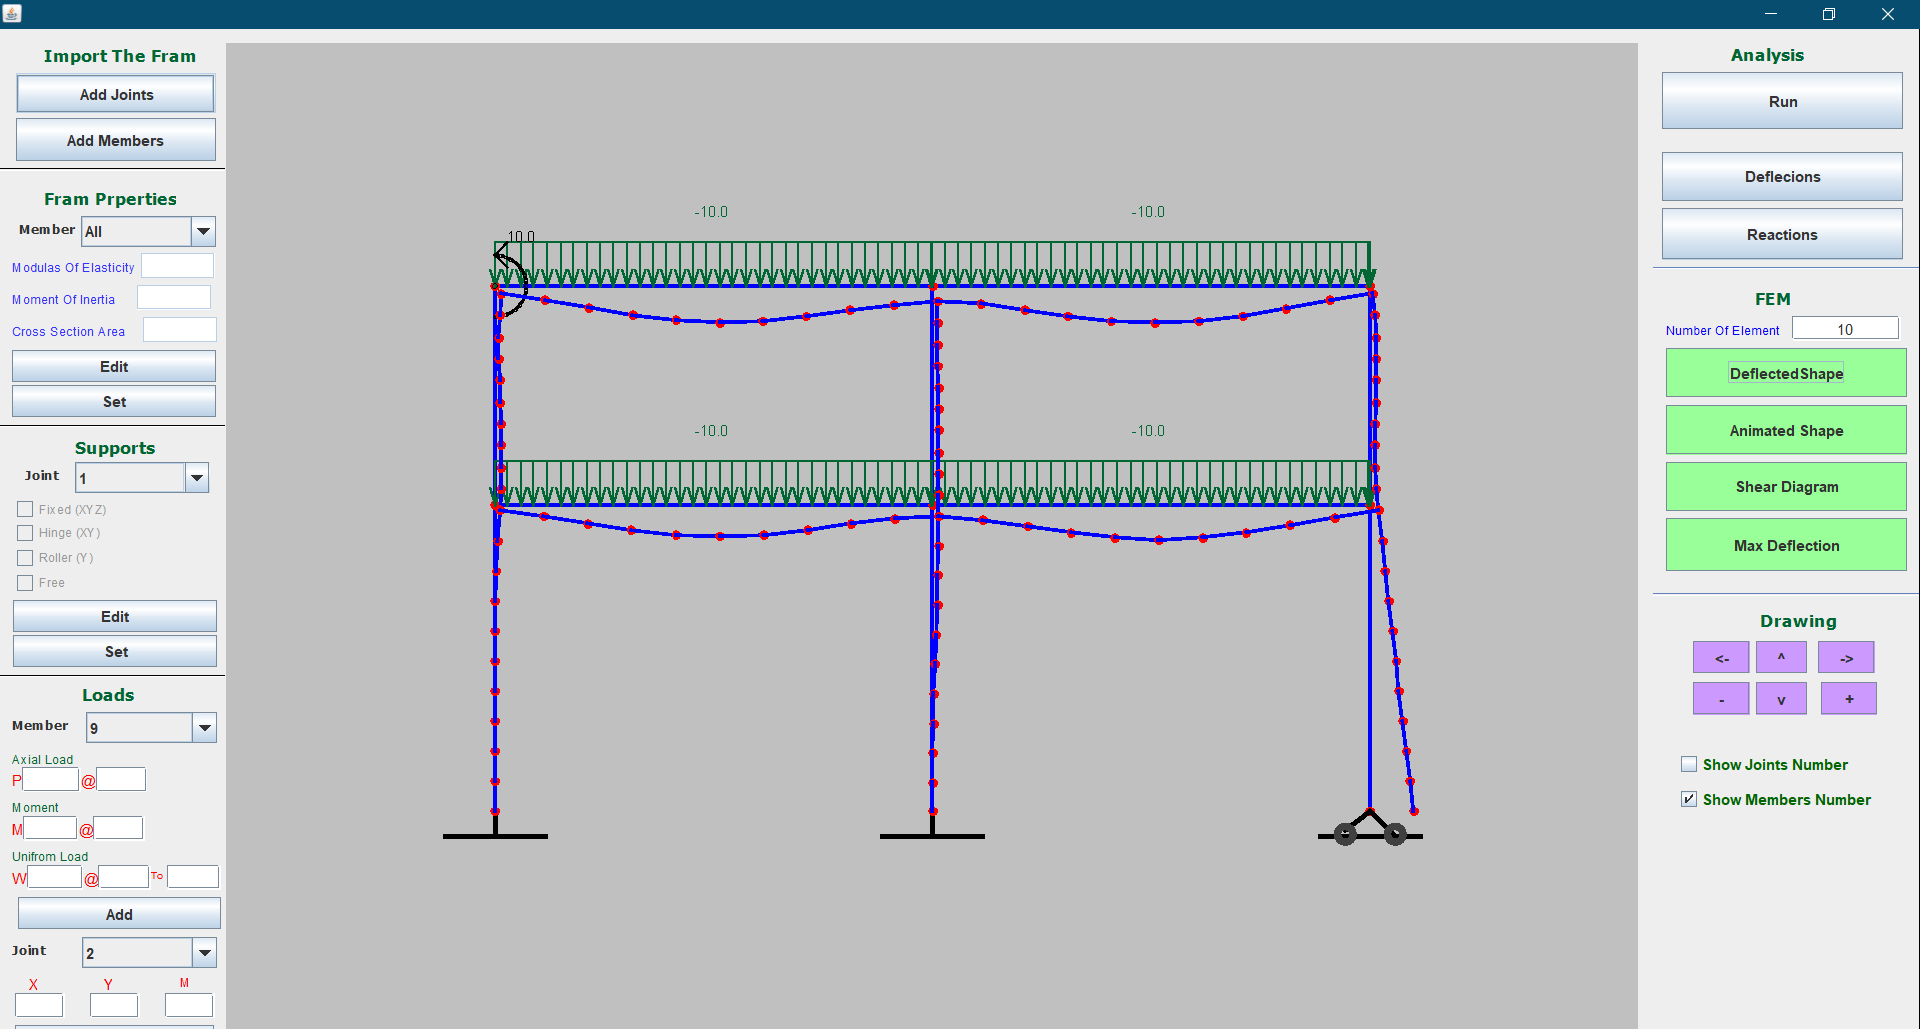 Import The Fram
Add Joints
Add Members
Fram Prperties
Member All
Modulas Of Elasticity
Moment Of Inertia
Cross Section Area
Edit
Set
Supports
Joint 1
Fixed (XYZ)
Hinge (XY)
Roller (Y)
Free
Edit
Set
Loads
Member 9
Axial Load
P @
Moment
M @
Unifrom Load
W @ To
Add
Joint 2
X Y M
-10.0 -10.0
10.0
-10.0 -10.0
Analysis
Run
Deflecions
Reactions
FEM
Number Of Element 10
DeflectedShape
Animated Shape
Shear Diagram
Max Deflection
Drawing
<- ^ ->
- v +
Show Joints Number
Show Members Number